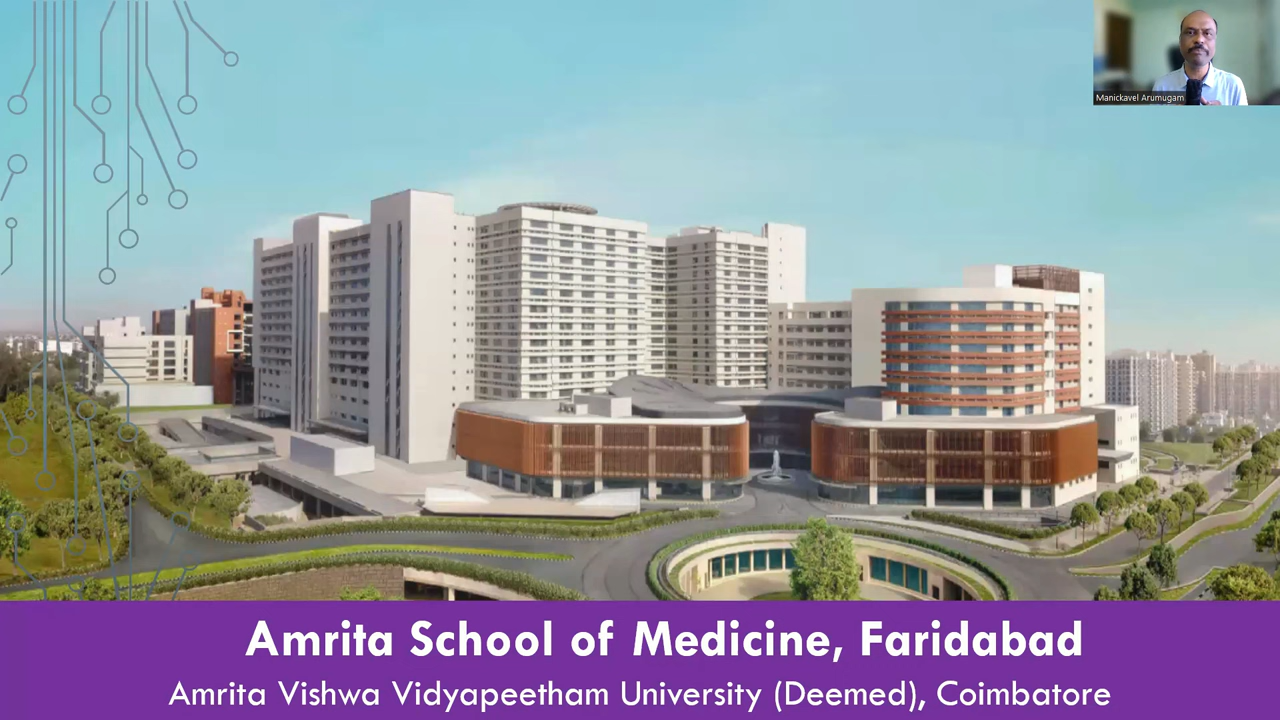 Manickavel Arumugam
Amrita School of Medicine, Faridabad
Amrita Vishwa Vidyapeetham University (Deemed), Coimbatore